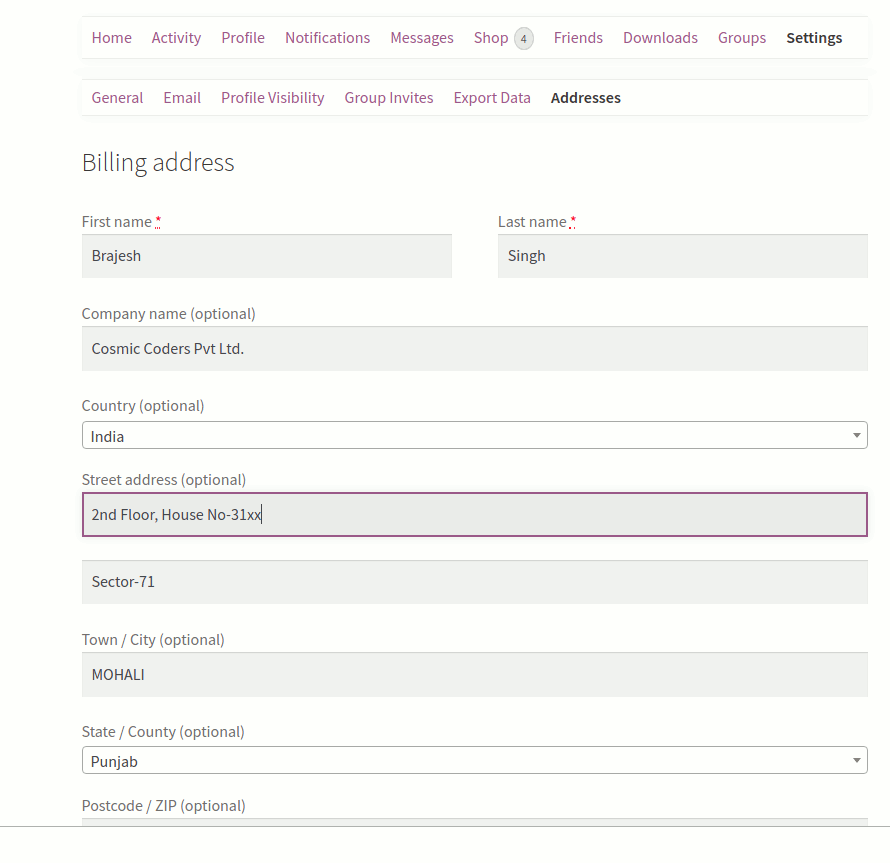 Home Activity Profile Notifications Messages Shop 4 Friends Downloads Groups Settings
General Email Profile Visibility Group Invites Export Data Addresses
Billing address
First name * Last name *
Brajesh Singh
Company name (optional)
Cosmic Coders Pvt Ltd.
Country (optional)
India
Street address (optional)
2nd Floor, House No-31xx
Sector-71
Town / City (optional)
MOHALI
State / County (optional)
Punjab
Postcode / ZIP (optional)